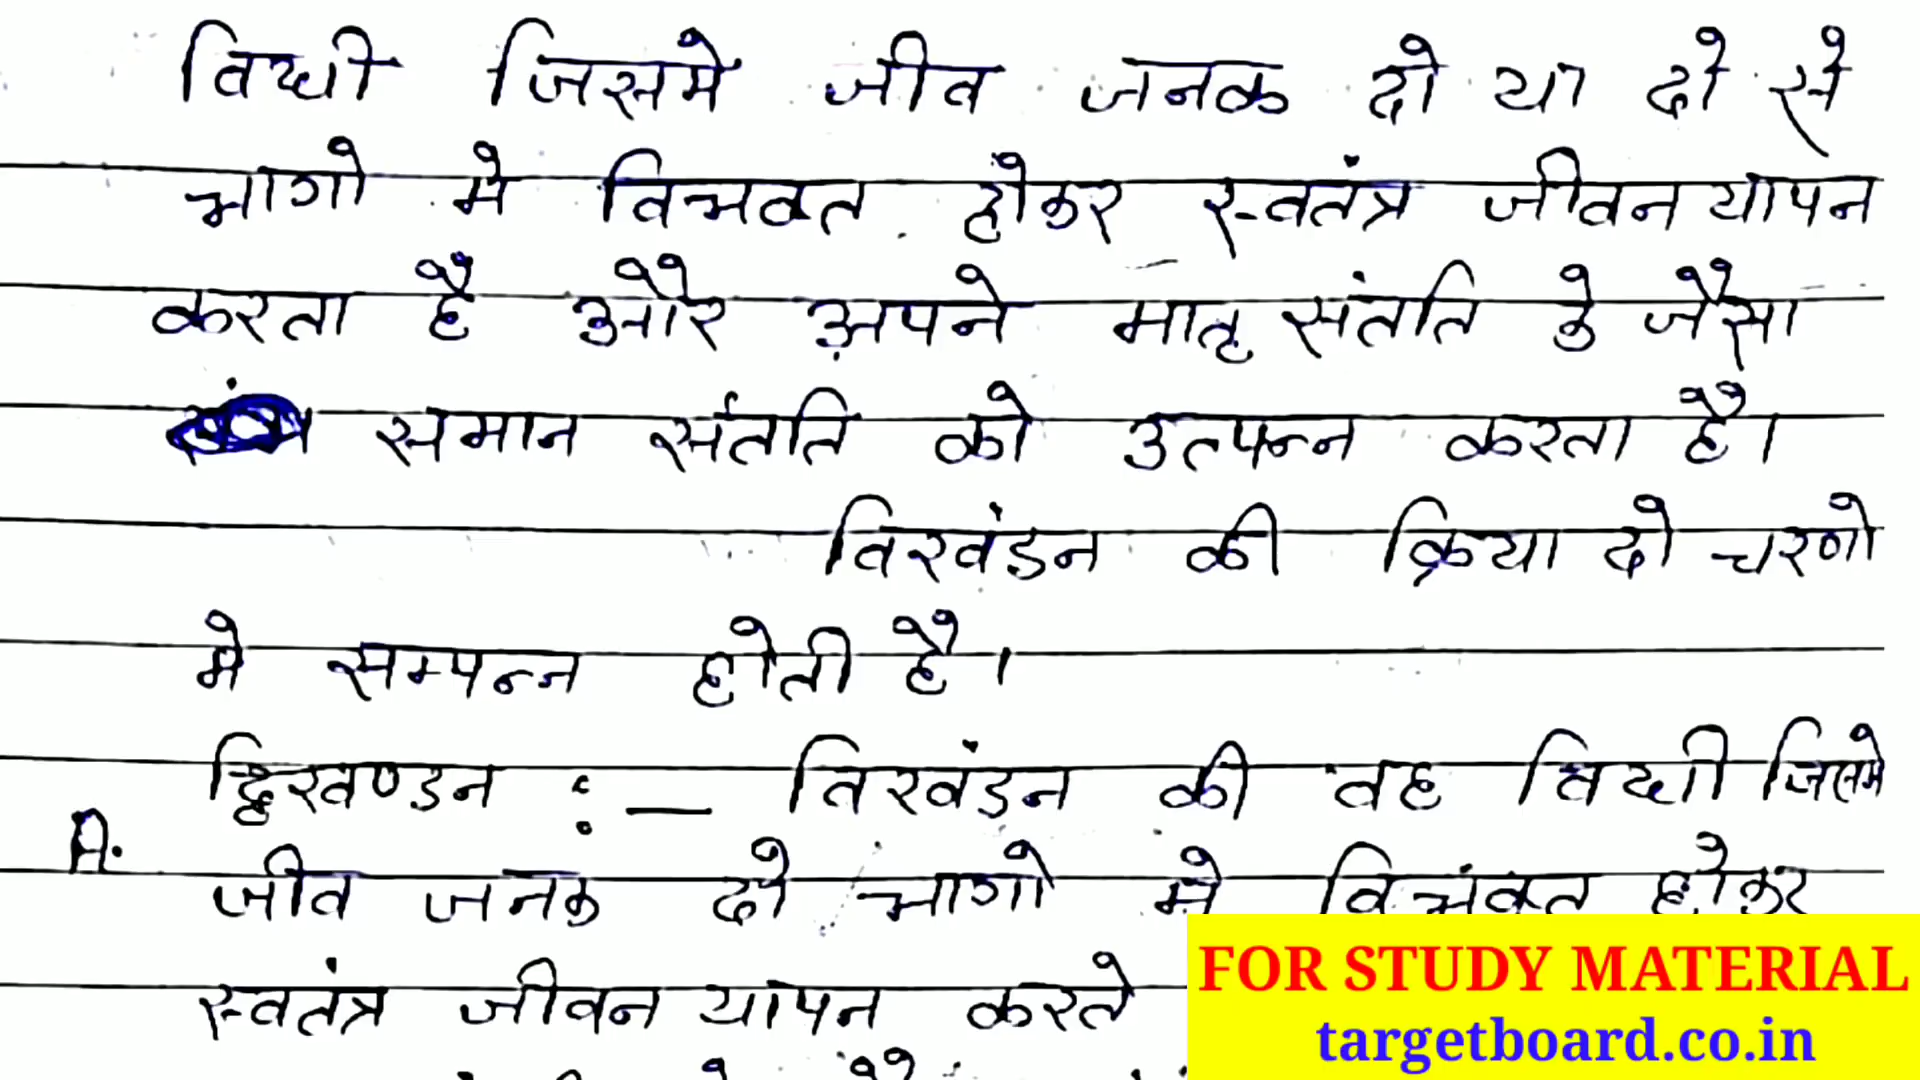 विधी जिसमे जीव जनक दो या दो से
भागो मे विभक्त होकर स्वतंत्र जीवन यापन
करता है और अपने मातृ संतति के जैसा
समान संतति को उत्पन्न करता है।
विखंडन की क्रिया दो चरणो
मे सम्पन्न होती है।
द्विखण्डन :— विखंडन की वह विधी जिसमे
जीव जनक दो भागो मे विभक्त होकर
स्वतंत्र जीवन यापन करते
FOR STUDY MATERIAL
targetboard.co.in